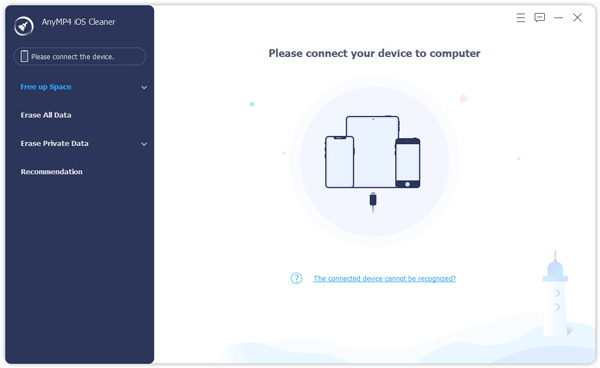 AnyMP4 iOS Cleaner
Please connect the device.
Free up Space
Erase All Data
Erase Private Data
Recommendation
Please connect your device to computer
?
The connected device cannot be recognized?